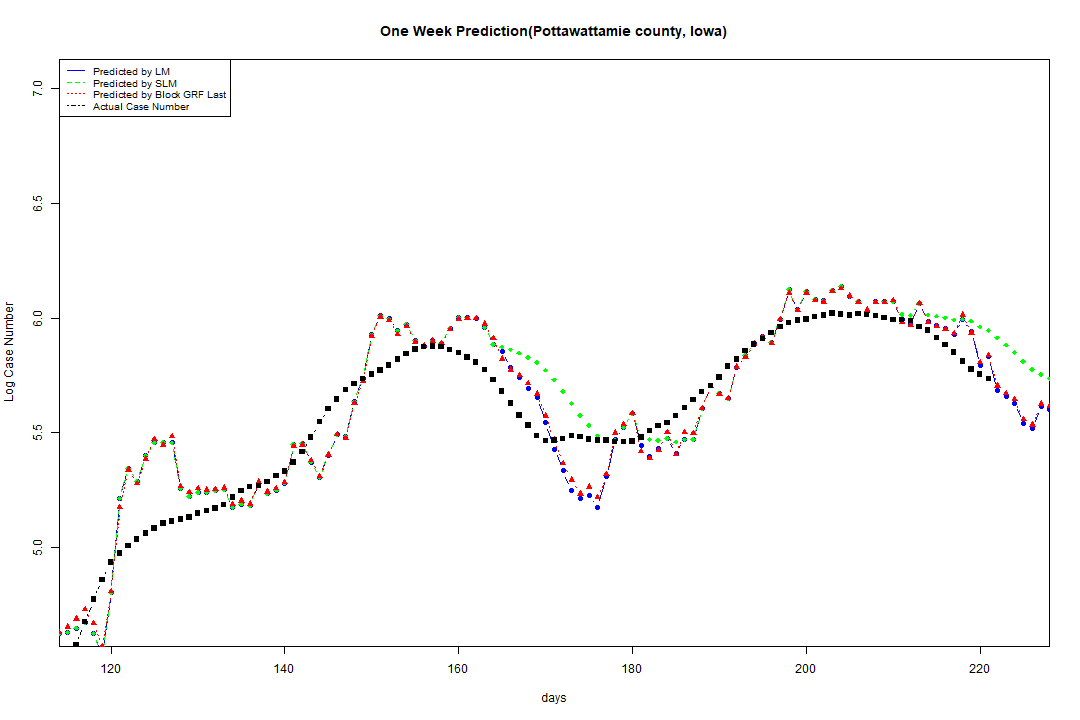 One Week Prediction(Pottawattamie county, Iowa)
Predicted by LM
Predicted by SLM
Predicted by Block GRF Last
Actual Case Number
7.0
6.5
6.0
5.5
5.0
Log Case Number
120 140 160 180 200 220
days